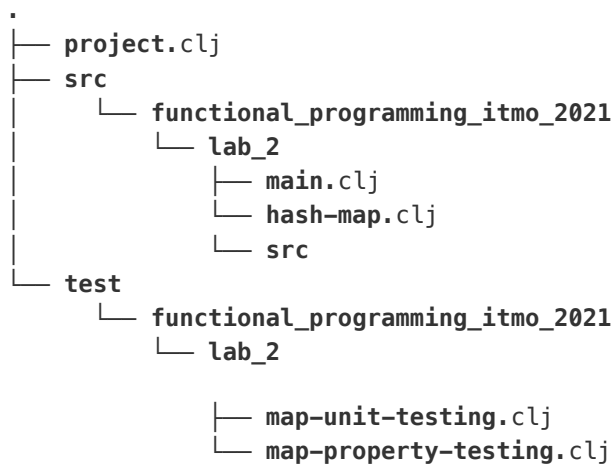 .
├── project.clj
├── src
│   └── functional_programming_itmo_2021
│       └── lab_2
│           ├── main.clj
│           └── hash-map.clj
│           └── src
└── test
    └── functional_programming_itmo_2021
        └── lab_2
            ├── map-unit-testing.clj
            └── map-property-testing.clj